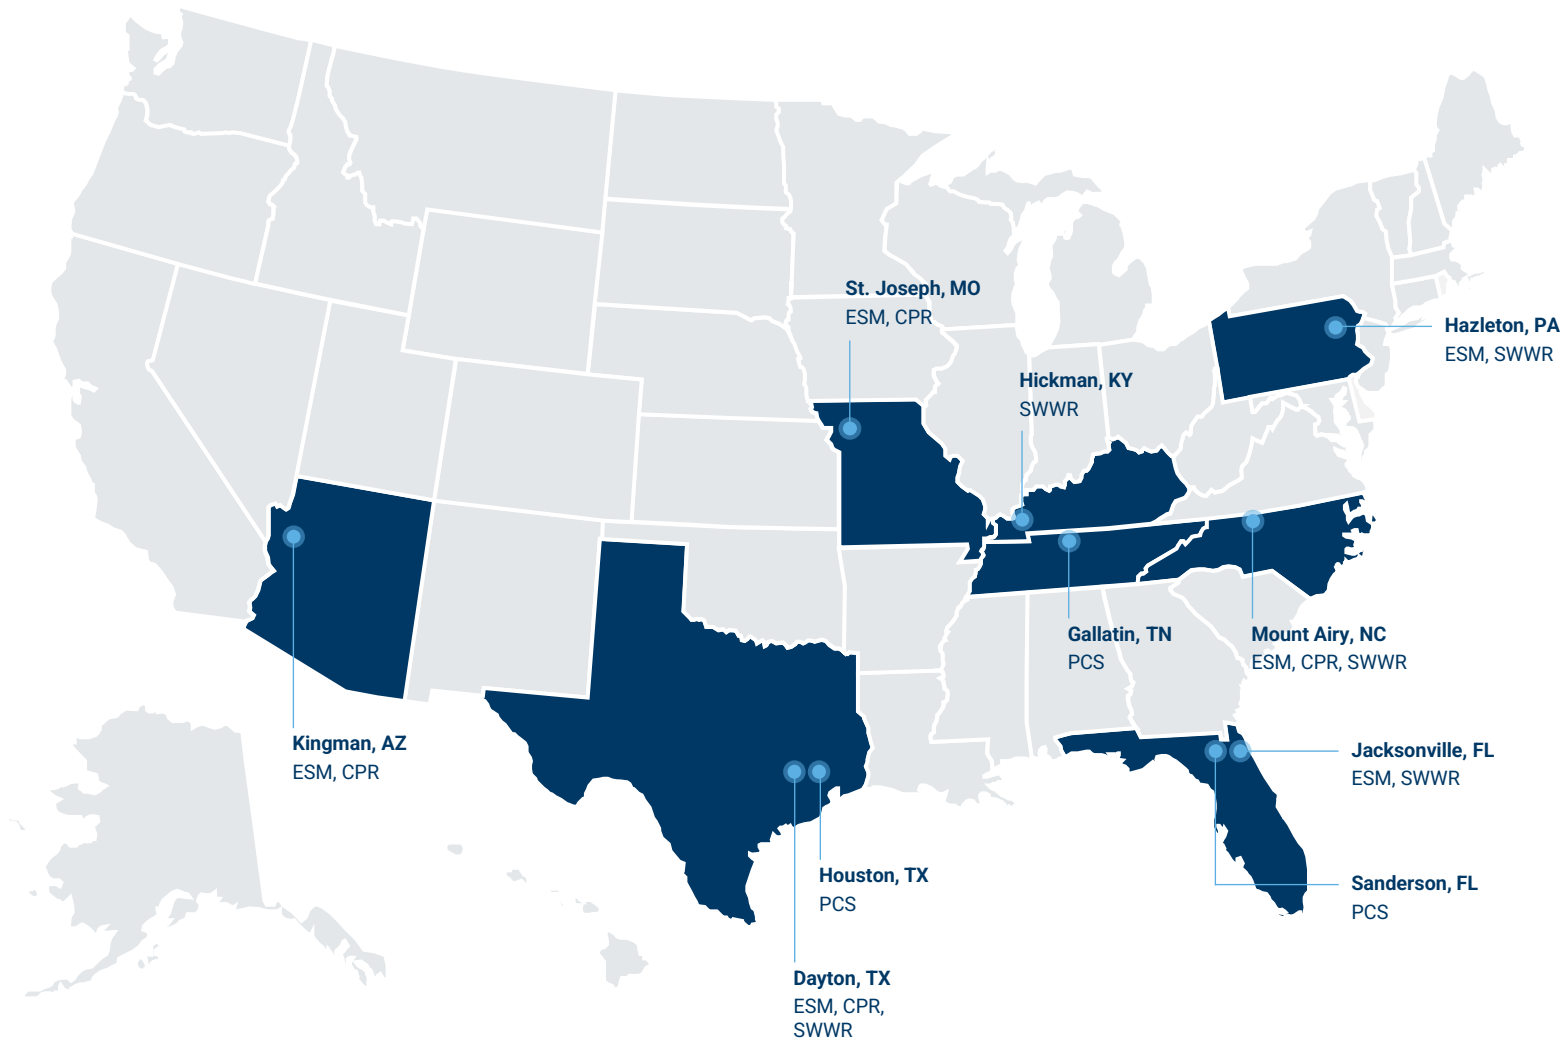 St. Joseph, MO
ESM, CPR
Hazleton, PA
ESM, SWWR
Hickman, KY
SWWR
Gallatin, TN
PCS
Mount Airy, NC
ESM, CPR, SWWR
Kingman, AZ
ESM, CPR
Jacksonville, FL
ESM, SWWR
Houston, TX
PCS
Sanderson, FL
PCS
Dayton, TX
ESM, CPR,
SWWR